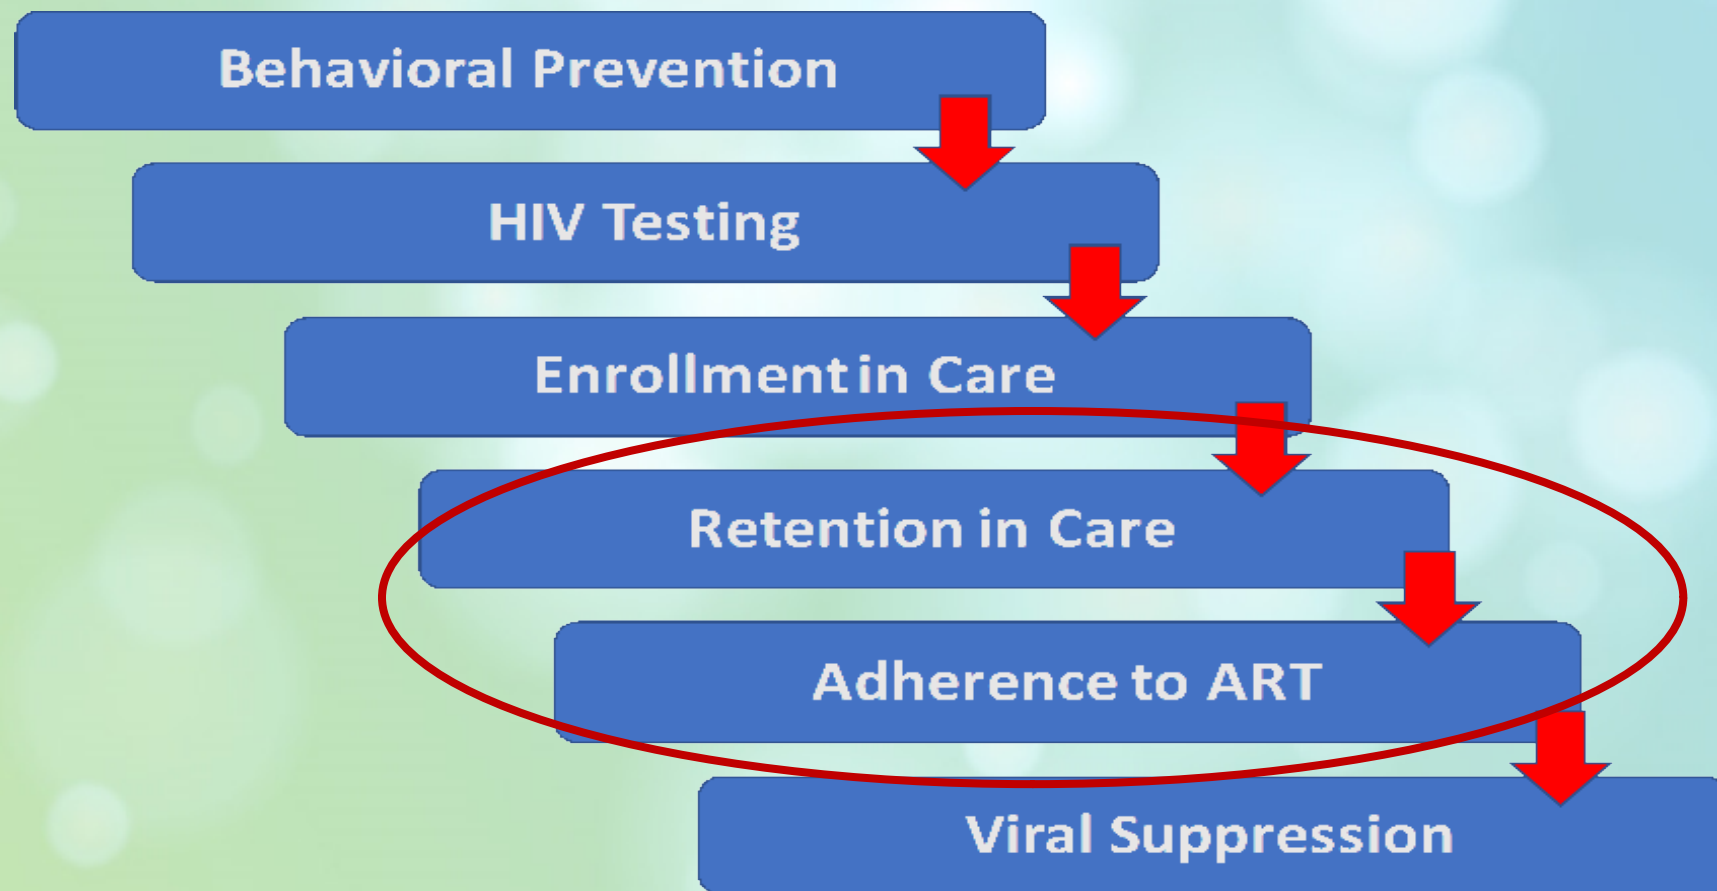 Behavioral Prevention
HIV Testing
Enrollment in Care
Retention in Care
Adherence to ART
Viral Suppression